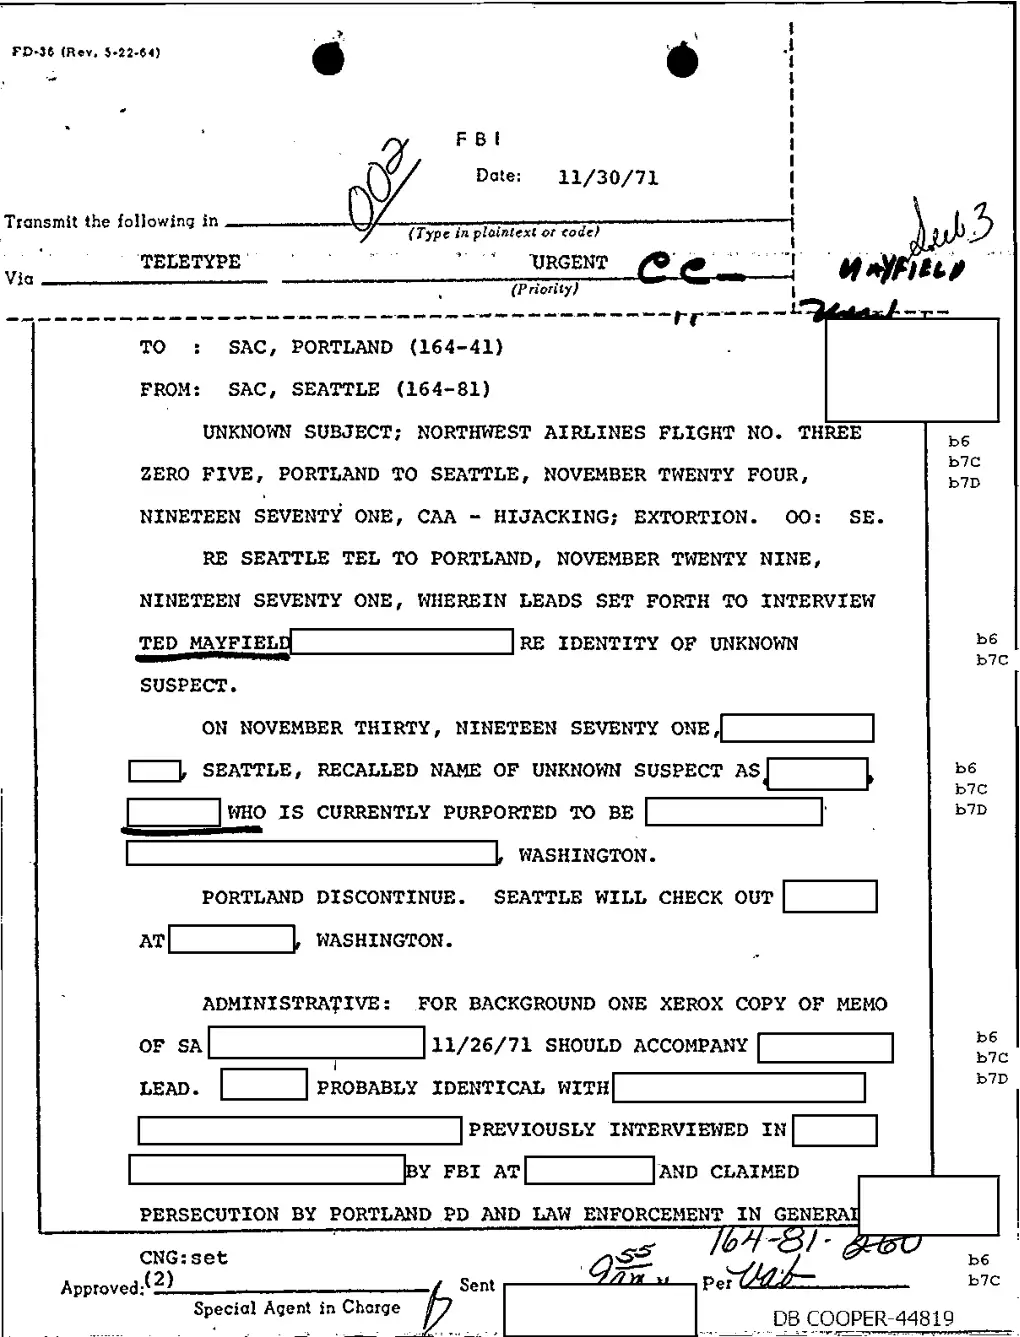 FD-36 (Rev. 5-22-64)
002
F B I
Date: 11/30/71
Transmit the following in
(Type in plaintext or code)
Sub 3
Via TELETYPE URGENT CC
MAYFIELD
(Priority)
TO : SAC, PORTLAND (164-41)
FROM: SAC, SEATTLE (164-81)
UNKNOWN SUBJECT; NORTHWEST AIRLINES FLIGHT NO. THREE
b6
b7C
b7D
ZERO FIVE, PORTLAND TO SEATTLE, NOVEMBER TWENTY FOUR,
NINETEEN SEVENTY ONE, CAA - HIJACKING; EXTORTION. OO: SE.
RE SEATTLE TEL TO PORTLAND, NOVEMBER TWENTY NINE,
NINETEEN SEVENTY ONE, WHEREIN LEADS SET FORTH TO INTERVIEW
TED MAYFIELD RE IDENTITY OF UNKNOWN
b6
b7C
SUSPECT.
ON NOVEMBER THIRTY, NINETEEN SEVENTY ONE,
, SEATTLE, RECALLED NAME OF UNKNOWN SUSPECT AS ,
b6
b7C
b7D
WHO IS CURRENTLY PURPORTED TO BE
, WASHINGTON.
PORTLAND DISCONTINUE. SEATTLE WILL CHECK OUT
AT , WASHINGTON.
ADMINISTRATIVE: FOR BACKGROUND ONE XEROX COPY OF MEMO
OF SA 11/26/71 SHOULD ACCOMPANY
b6
b7C
b7D
LEAD. PROBABLY IDENTICAL WITH
PREVIOUSLY INTERVIEWED IN
BY FBI AT AND CLAIMED
PERSECUTION BY PORTLAND PD AND LAW ENFORCEMENT IN GENERAL
164-81-260
CNG:set
(2)
b6
b7C
Approved: Sent 9 55 Per
Special Agent in Charge
DB COOPER-44819